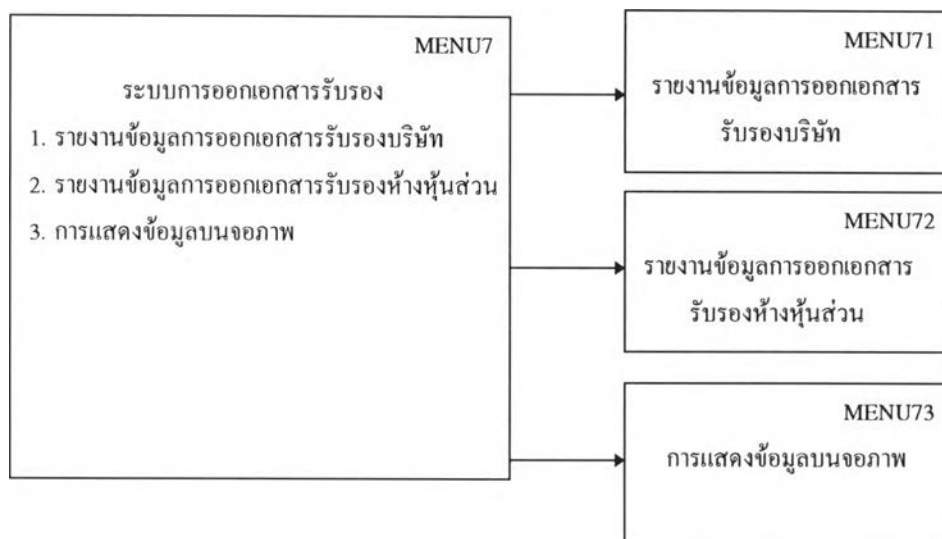 MENU7
ระบบการออกเอกสารรับรอง
1. รายงานข้อมูลการออกเอกสารรับรองบริษัท
2. รายงานข้อมูลการออกเอกสารรับรองห้างหุ้นส่วน
3. การแสดงข้อมูลบนจอภาพ
MENU71
รายงานข้อมูลการออกเอกสาร
รับรองบริษัท
MENU72
รายงานข้อมูลการออกเอกสาร
รับรองห้างหุ้นส่วน
MENU73
การแสดงข้อมูลบนจอภาพ